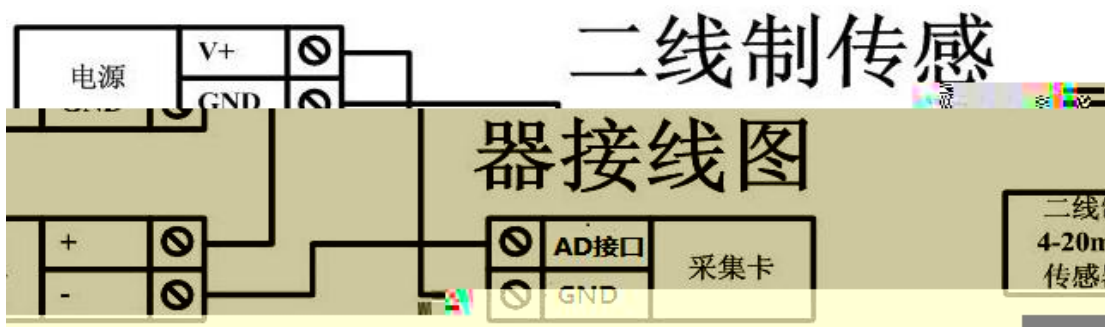 二线制传感
V+
电源
GND
器接线图
+
AD接口
采集卡
-
GND
二线
4-20m
传感